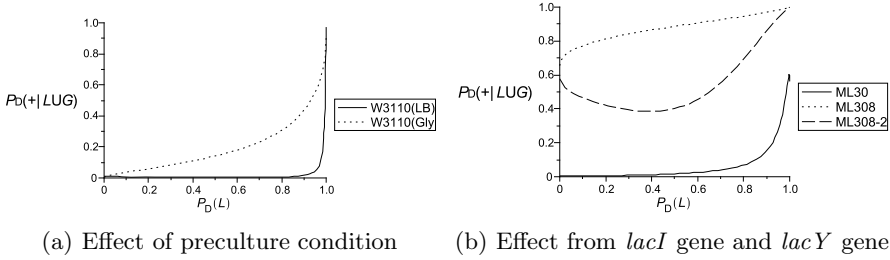 1.0
0.8
0.6
0.4
0.2
0
PD(+|LUG)
0 0.2 0.4 0.6 0.8 1.0
PD(L)
W3110(LB)
W3110(Gly
(a) Effect of preculture condition
1.0
0.8
0.6
0.4
0.2
0
PD(+|LUG)
0 0.2 0.4 0.6 0.8 1.0
PD(L)
ML30
ML308
ML308-2
(b) Effect from lacI gene and lacY gene